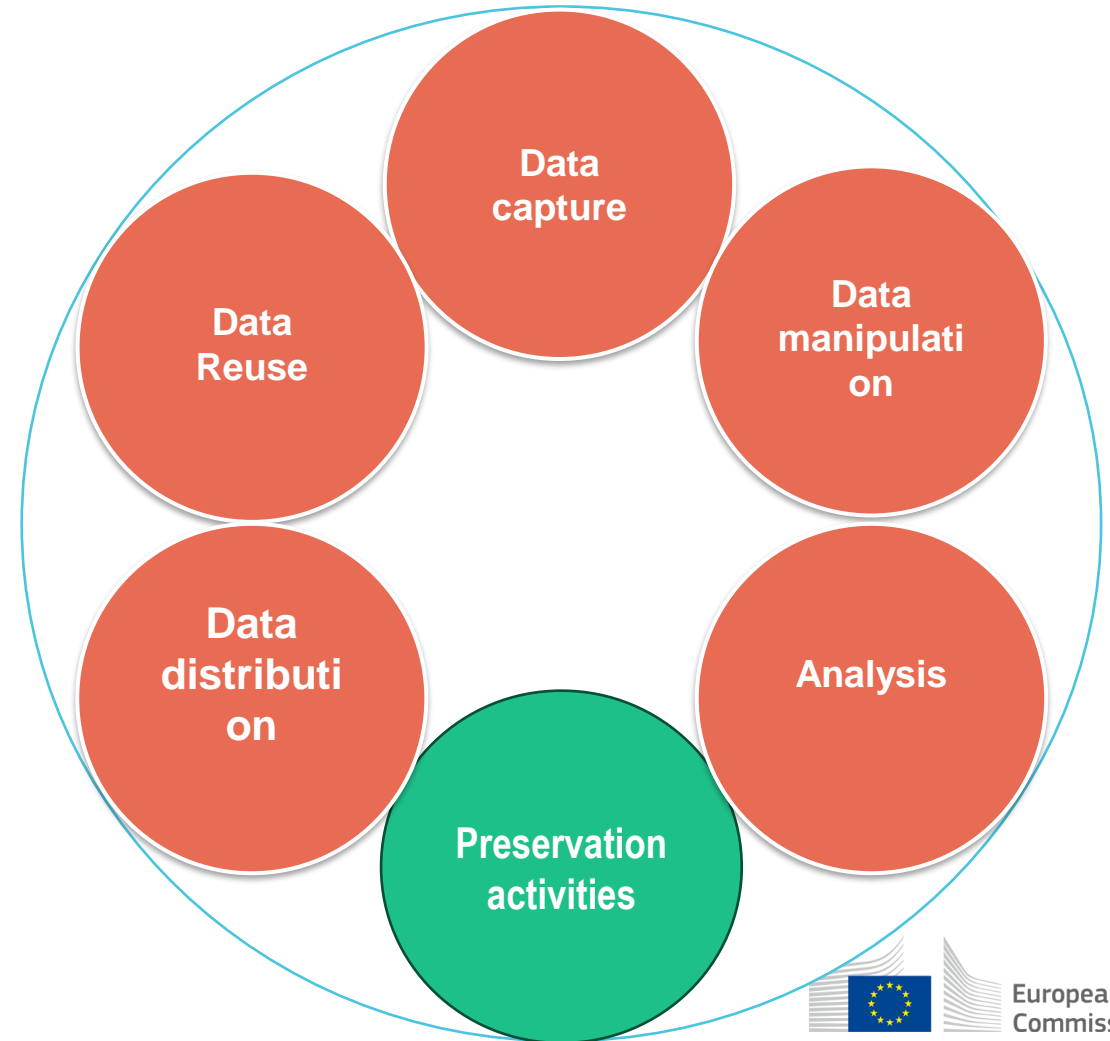 Data
capture
Data
manipulati
on
Analysis
Preservation
activities
Data
distributi
on
Data
Reuse
Europea
Commiss